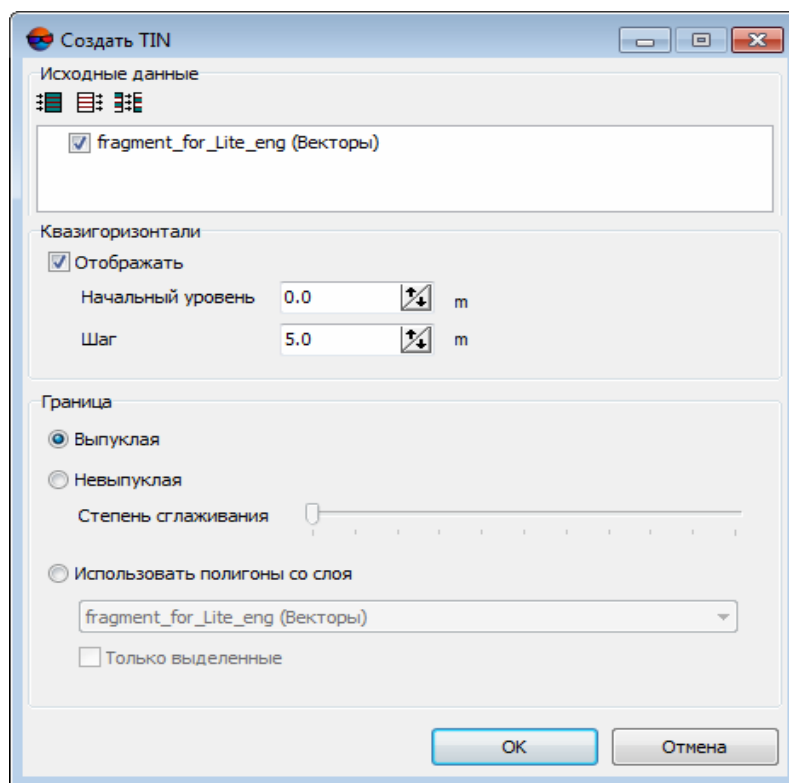 Создать TIN
Исходные данные
fragment_for_Lite_eng (Векторы)
Квазигоризонтали
Отображать
Начальный уровень 0.0 m
Шаг 5.0 m
Граница
Выпуклая
Невыпуклая
Степень сглаживания
Использовать полигоны со слоя
fragment_for_Lite_eng (Векторы)
Только выделенные
OK Отмена